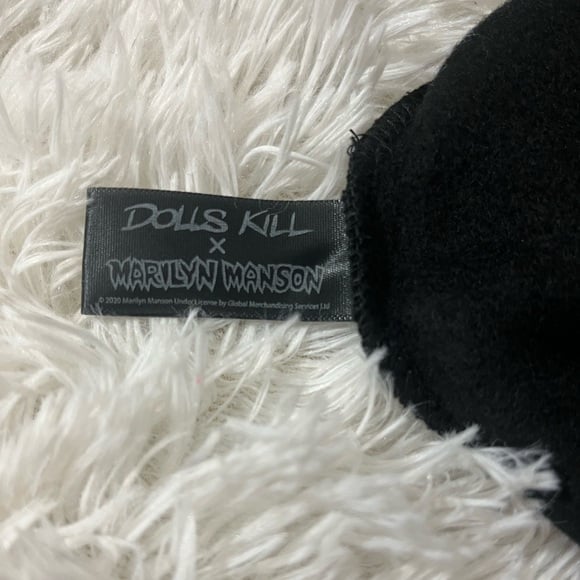 DOLLS KILL
X
MARILYN MANSON
© 2020 Marilyn Manson Under License by Global Merchandising Services Ltd